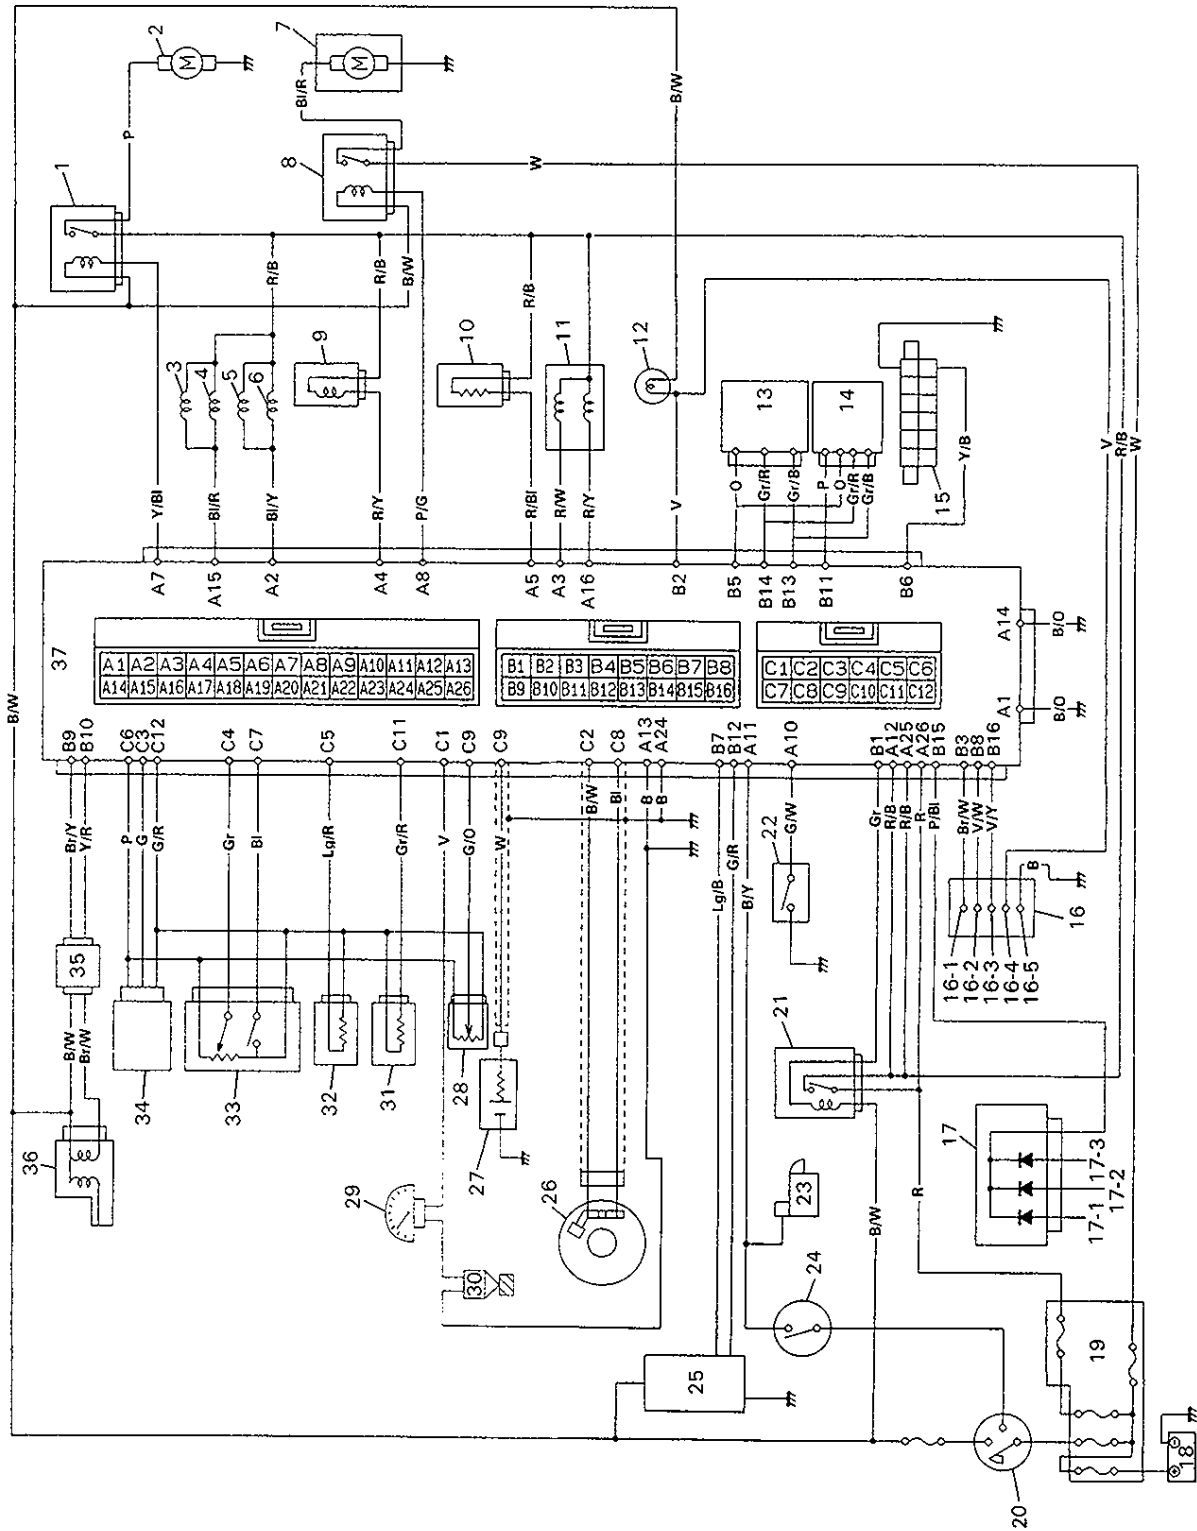 2
7
M
M
P
Bl/R
B/W
1
8
W
R/B
R/B
B/W
R/B
3
4
5
6
9
10
11
12
13
14
15
Y/Bl
Bl/R
Bl/Y
R/Y
P/G
R/Bl
R/W
R/Y
V
O
Gr/R
Gr/B
P
O
Gr/R
Gr/B
Y/B
V
R/B
W
A7
A15
A2
A4
A8
A5
A3
A16
B2
B5
B14
B13
B11
B6
37
A1 A2 A3 A4 A5 A6 A7 A8 A9 A10 A11 A12 A13
A14 A15 A16 A17 A18 A19 A20 A21 A22 A23 A24 A25 A26
B1 B2 B3 B4 B5 B6 B7 B8
B9 B10 B11 B12 B13 B14 B15 B16
C1 C2 C3 C4 C5 C6
C7 C8 C9 C10 C11 C12
A14
B/O
A1
B/O
B/W
B9
B10
C6
C3
C12
C4
C7
C5
C11
C1
C9
C9
C2
C8
A13
A24
B7
B12
A11
A10
B1
A12
A25
A26
B15
B3
B8
B16
Br/Y
Y/R
P
G
G/R
Gr
Bl
Lg/R
Gr/R
V
G/O
W
B/W
Bl
B
B
Lg/B
G/R
B/Y
G/W
Gr
R/B
R/B
R
P/Bl
Br/W
V/W
V/Y
B
22
16
16-1
16-2
16-3
16-4
16-5
35
B/W
Br/W
34
33
32
31
28
27
21
36
29
26
30
23
24
B/W
R
17
17-1
17-2
17-3
25
19
20
18